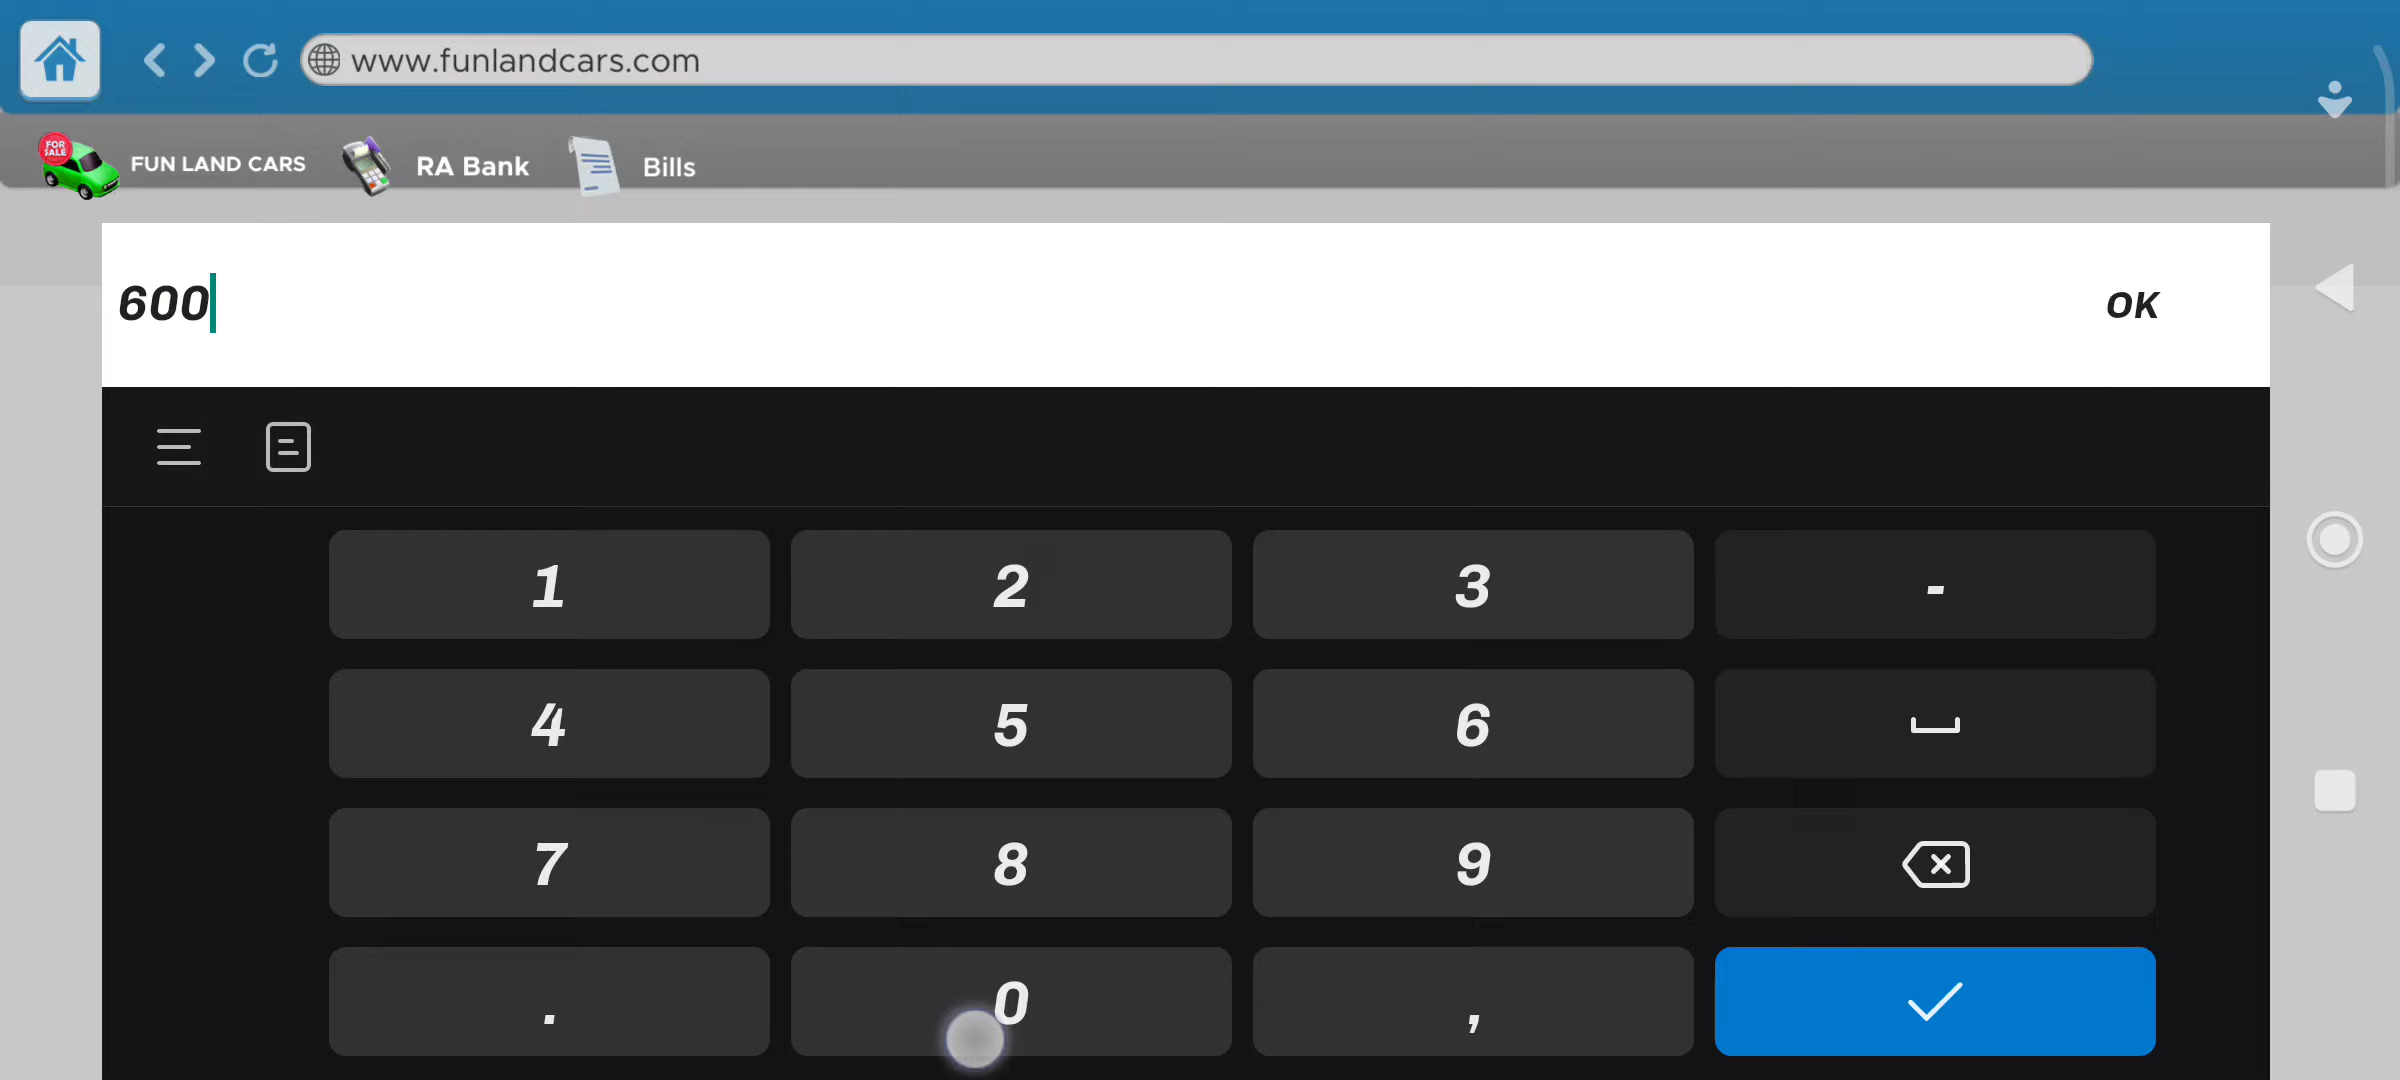 www.funlandcars.com
FOR SALE FUN LAND CARS RA Bank Bills
600 OK
1 2 3 -
4 5 6
7 8 9
. 0 ,